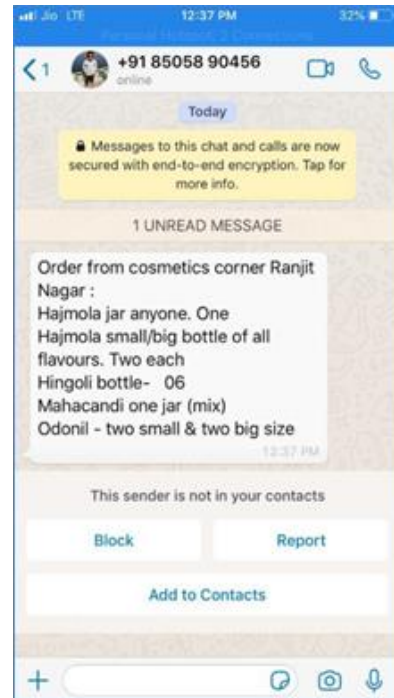 Jio LTE 12:37 PM 32%
Personal Hotspot: 2 Connections
1 +91 85058 90456
online
Today
Messages to this chat and calls are now
secured with end-to-end encryption. Tap for
more info.
1 UNREAD MESSAGE
Order from cosmetics corner Ranjit
Nagar :
Hajmola jar anyone. One
Hajmola small/big bottle of all
flavours. Two each
Hingoli bottle- 06
Mahacandi one jar (mix)
Odonil - two small & two big size
12:37 PM
This sender is not in your contacts
Block Report
Add to Contacts